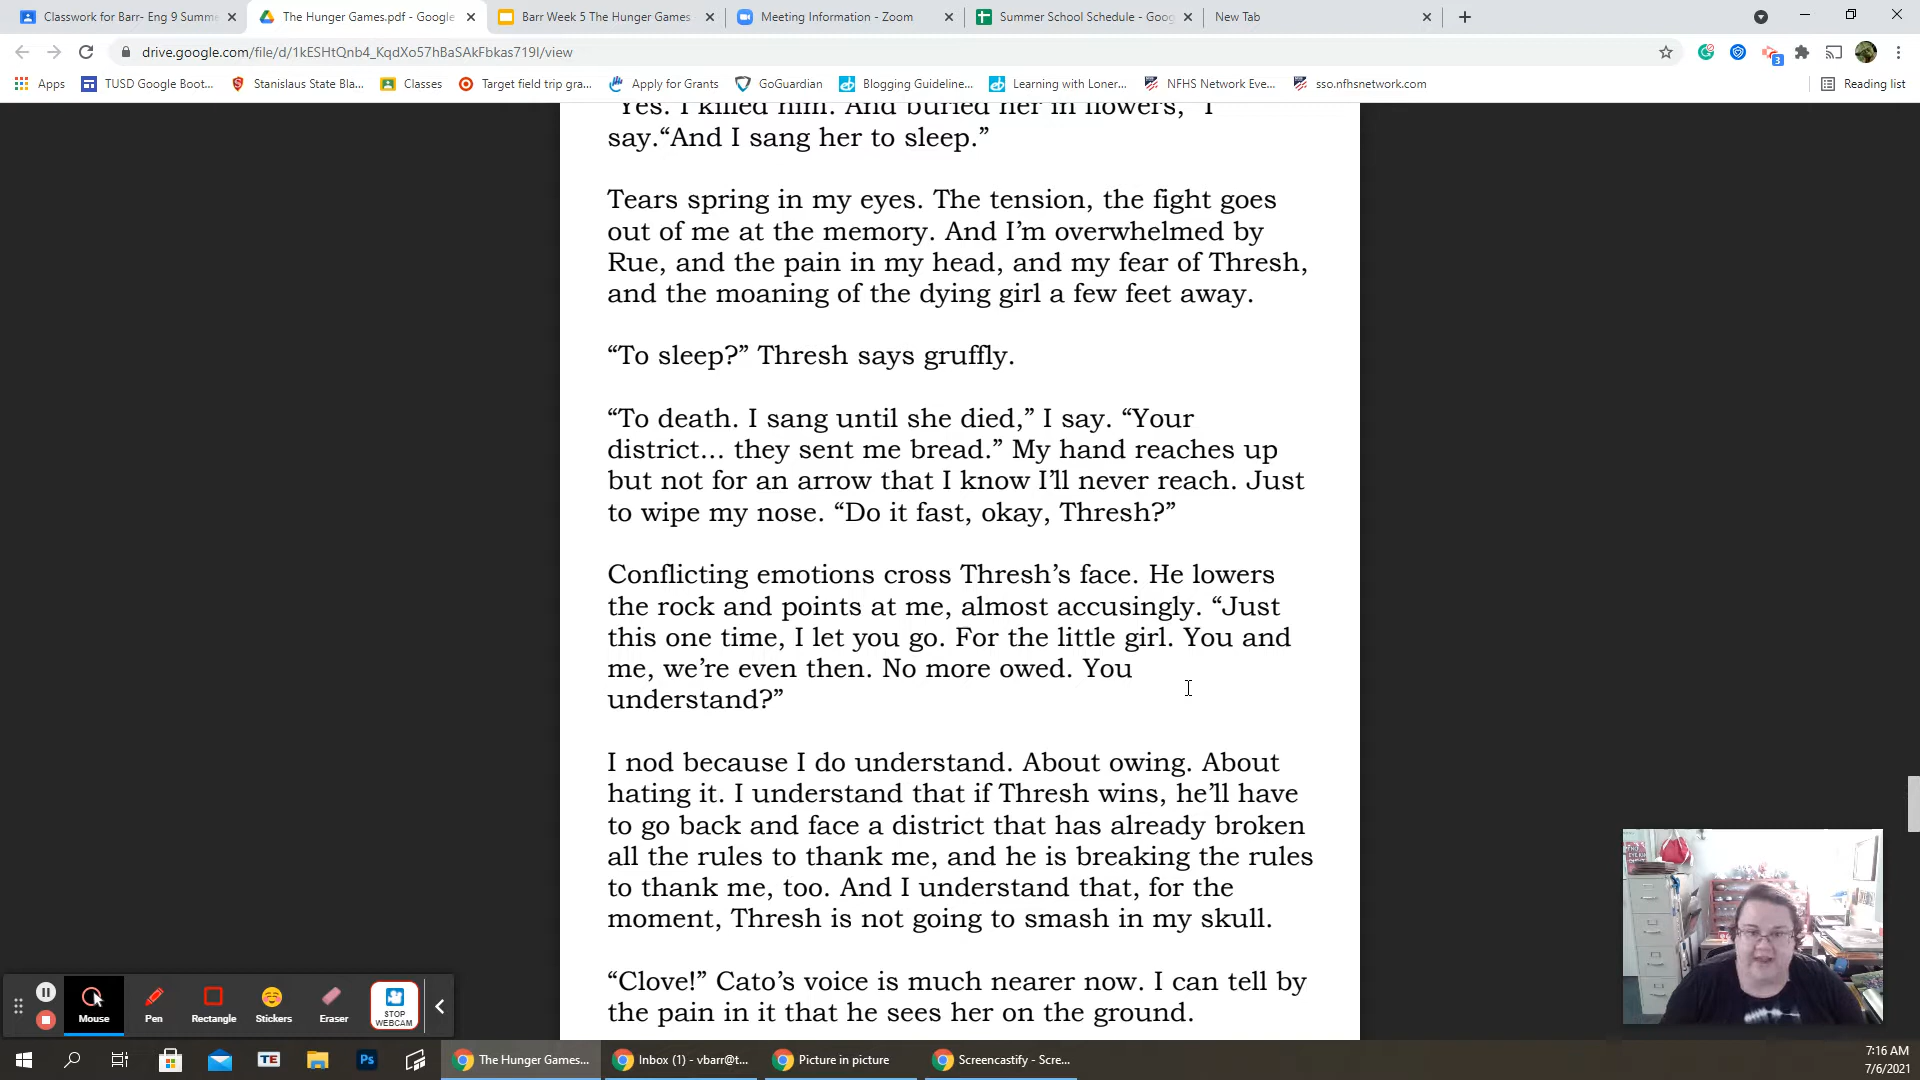 Classwork for Barr- Eng 9 Summe
The Hunger Games.pdf - Google
Barr Week 5 The Hunger Games
Meeting Information - Zoom
Summer School Schedule - Goog
New Tab
drive.google.com/file/d/1kESHtQnb4_KqdXo57hBaSAkFbkas719I/view
3
Apps
TUSD Google Boot...
Stanislaus State Bla...
Classes
Target field trip gra...
Apply for Grants
GoGuardian
Blogging Guideline...
Learning with Loner...
NFHS Network Eve...
sso.nfhsnetwork.com
Reading list
“Yes. I killed him. And buried her in flowers,” I
say.“And I sang her to sleep.”
Tears spring in my eyes. The tension, the fight goes
out of me at the memory. And I’m overwhelmed by
Rue, and the pain in my head, and my fear of Thresh,
and the moaning of the dying girl a few feet away.
“To sleep?” Thresh says gruffly.
“To death. I sang until she died,” I say. “Your
district… they sent me bread.” My hand reaches up
but not for an arrow that I know I’ll never reach. Just
to wipe my nose. “Do it fast, okay, Thresh?”
Conflicting emotions cross Thresh’s face. He lowers
the rock and points at me, almost accusingly. “Just
this one time, I let you go. For the little girl. You and
me, we’re even then. No more owed. You
understand?”
I nod because I do understand. About owing. About
hating it. I understand that if Thresh wins, he’ll have
to go back and face a district that has already broken
all the rules to thank me, and he is breaking the rules
to thank me, too. And I understand that, for the
moment, Thresh is not going to smash in my skull.
“Clove!” Cato’s voice is much nearer now. I can tell by
the pain in it that he sees her on the ground.
Mouse
Pen
Rectangle
Stickers
Eraser
STOP
WEBCAM
TE
Ps
The Hunger Games...
Inbox (1) - vbarr@t...
Picture in picture
Screencastify - Scre...
7:16 AM
7/6/2021